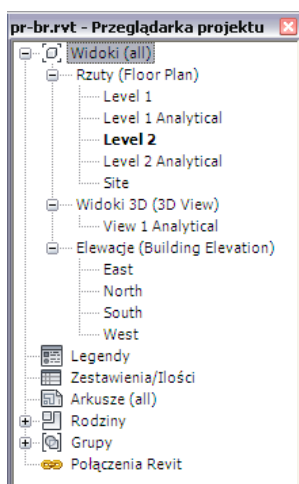 pr-br.rvt - Przeglądarka projektu
Widoki (all)
Rzuty (Floor Plan)
Level 1
Level 1 Analytical
Level 2
Level 2 Analytical
Site
Widoki 3D (3D View)
View 1 Analytical
Elewacje (Building Elevation)
East
North
South
West
Legendy
Zestawienia/Ilości
Arkusze (all)
Rodziny
Grupy
Połączenia Revit